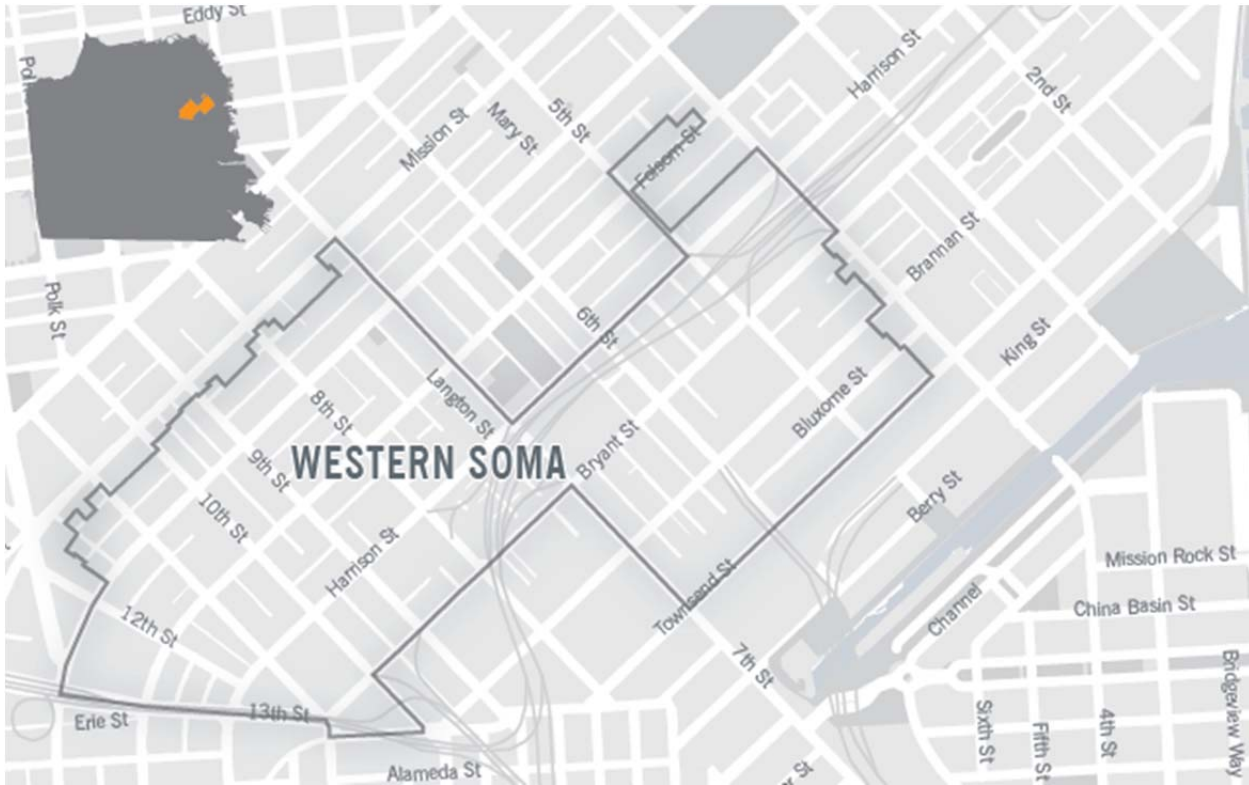 Eddy St
Pol
Harrison St
2nd St
5th St
Mary St
Mission St
Folsom St
Brannan St
Polk St
6th St
King St
Langton St
8th St
Bluxome St
Bryant St
WESTERN SOMA
9th St
10th St
Berry St
Harrison St
Mission Rock St
Townsend St
Channel
China Basin St
12th St
7th St
Bridgeview Way
13th St
Erie St
Sixth St
Fifth St
4th St
Alameda St
er St